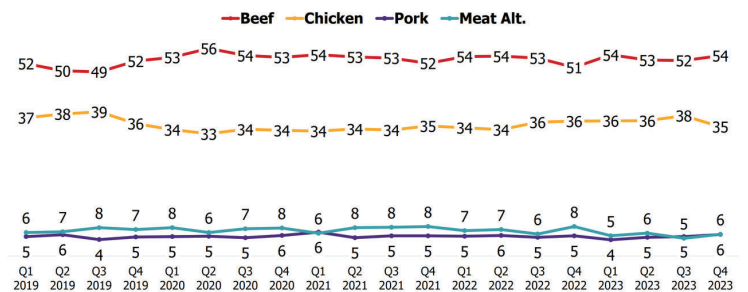 Beef Chicken Pork Meat Alt.
52 50 49 52 53 56 54 53 54 53 53 52 54 54 53 51 54 53 52 54
37 38 39 36 34 33 34 34 34 34 34 35 34 34 36 36 36 36 38 35
6 7 8 7 8 6 7 8 6 8 8 8 7 7 6 8 5 6 5 6
5 6 4 5 5 5 5 6 6 5 5 5 5 6 5 5 4 5 5 6
Q1 Q2 Q3 Q4 Q1 Q2 Q3 Q4 Q1 Q2 Q3 Q4 Q1 Q2 Q3 Q4 Q1 Q2 Q3 Q4
2019 2019 2019 2019 2020 2020 2020 2020 2021 2021 2021 2021 2022 2022 2022 2022 2023 2023 2023 2023